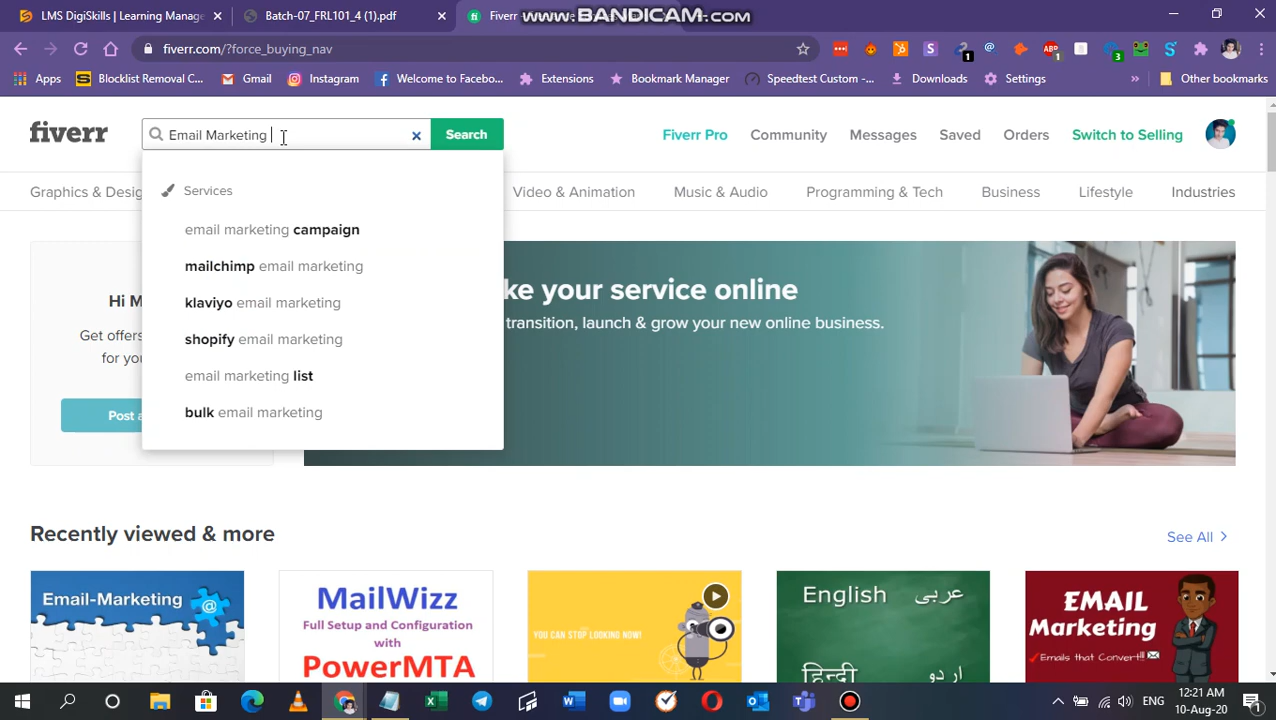 LMS DigiSkills | Learning Mana
Batch-07_FRL101_4 (1).pdf
Fiverr
WWW.BANDICAM.COM
fiverr.com/?force_buying_nav
Apps
Blocklist Removal C...
Gmail
Instagram
Welcome to Facebo...
Extensions
Bookmark Manager
Speedtest Custom -...
Downloads
Settings
»
Other bookmarks
fiverr
Email Marketing
Search
Fiverr Pro
Community
Messages
Saved
Orders
Switch to Selling
Graphics & Desig
Video & Animation
Music & Audio
Programming & Tech
Business
Lifestyle
Industries
Services
email marketing campaign
mailchimp email marketing
klaviyo email marketing
shopify email marketing
email marketing list
bulk email marketing
Hi M
Get offers
for you
Post a
ke your service online
transition, launch & grow your new online business.
Recently viewed & more
See All
Email-Marketing
@
MailWizz
Full Setup and Configuration
with
PowerMTA
YOU CAN STOP LOOKING NOW!
English عربى
हिन्दी اردو
EMAIL
Marketing
Emails that Convert!!
ENG
12:21 AM
10-Aug-20